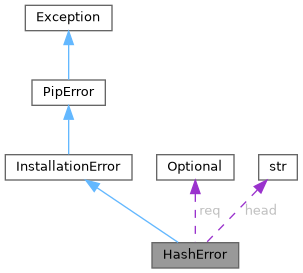 Exception
PipError
InstallationError
Optional
str
req
head
HashError